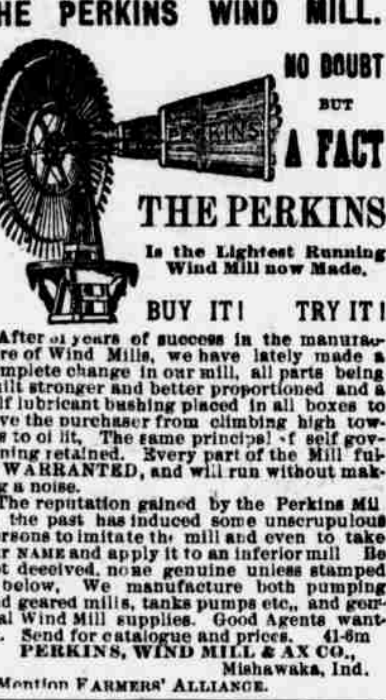 HE PERKINS WIND MILL.
NO DOUBT
BUT
PERKINS
A FACT
THE PERKINS
Is the Lightest Running
Wind Mill now Made.
BUY IT! TRY IT!
After 31 years of success in the manufac-
re of Wind Mills, we have lately made a
mplete change in our mill, all parts being
ilt stronger and better proportioned and a
lf lubricant bushing placed in all boxes to
ve the purchaser from climbing high tow-
s to oi lit, The same principal of self gov-
ning retained. Every part of the Mill ful-
WARRANTED, and will run without mak-
g a noise.
The reputation gained by the Perkins Mil
the past has induced some unscrupulous
rsons to imitate the mill and even to take
r NAME and apply it to an inferior mill Be
t deceived, none genuine unless stamped
below, We manufacture both pumping
d geared mills, tanks pumps etc., and gen-
al Wind Mill supplies. Good Agents want-
. Send for catalogue and prices. 41-6m
PERKINS, WIND MILL & AX CO.,
Mishawaka, Ind.
Mention FARMERS' ALLIANCE.